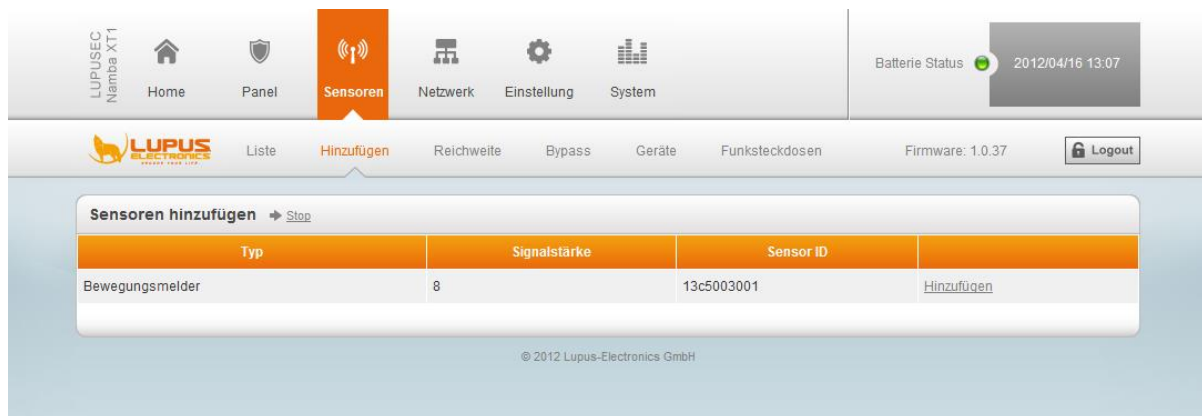 LUPUSEC
Namba XT1
Home
Panel
Sensoren
Netzwerk
Einstellung
System
Batterie Status
2012/04/16 13:07
LUPUS
ELECTRONICS
Liste
Hinzufügen
Reichweite
Bypass
Geräte
Funksteckdosen
Firmware: 1.0.37
Logout
Sensoren hinzufügen Stop
Typ Signalstärke Sensor ID
Bewegungsmelder 8 13c5003001 Hinzufügen
© 2012 Lupus-Electronics GmbH